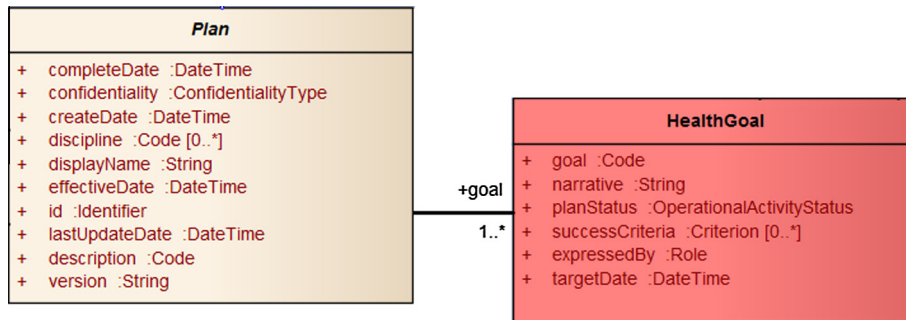 Plan
+ completeDate :DateTime
+ confidentiality :ConfidentialityType
+ createDate :DateTime
+ discipline :Code [0..*]
+ displayName :String
+ effectiveDate :DateTime
+ id :Identifier
+ lastUpdateDate :DateTime
+ description :Code
+ version :String
+goal
1..*
HealthGoal
+ goal :Code
+ narrative :String
+ planStatus :OperationalActivityStatus
+ successCriteria :Criterion [0..*]
+ expressedBy :Role
+ targetDate :DateTime